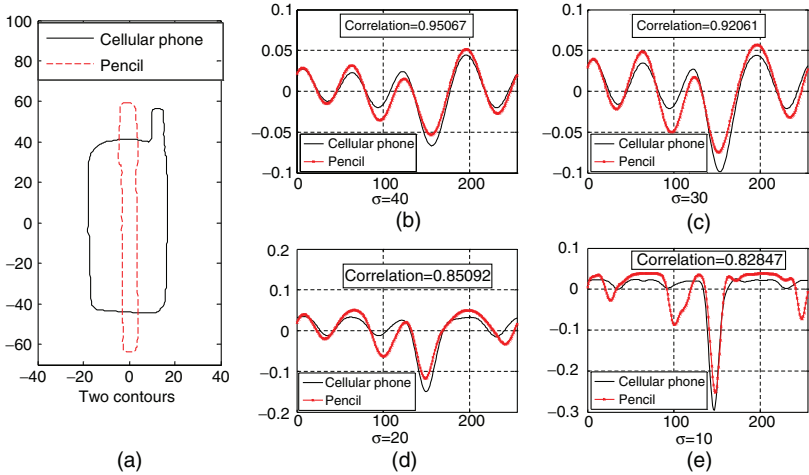 100
Cellular phone
Pencil
80
60
40
20
0
−20
−40
−60
−40 −20 0 20 40
Two contours
(a)
Correlation=0.95067
0.1
0.05
0
−0.05
−0.1
Cellular phone
Pencil
0 100 200
σ=40
(b)
Correlation=0.92061
0.1
0.05
0
−0.05
−0.1
Cellular phone
Pencil
0 100 200
σ=30
(c)
0.2
Correlation=0.85092
0.1
0
−0.1
−0.2
Cellular phone
Pencil
0 100 200
σ=20
(d)
0.1
Correlation=0.82847
0
−0.1
−0.2
−0.3
Cellular phone
Pencil
0 100 200
σ=10
(e)